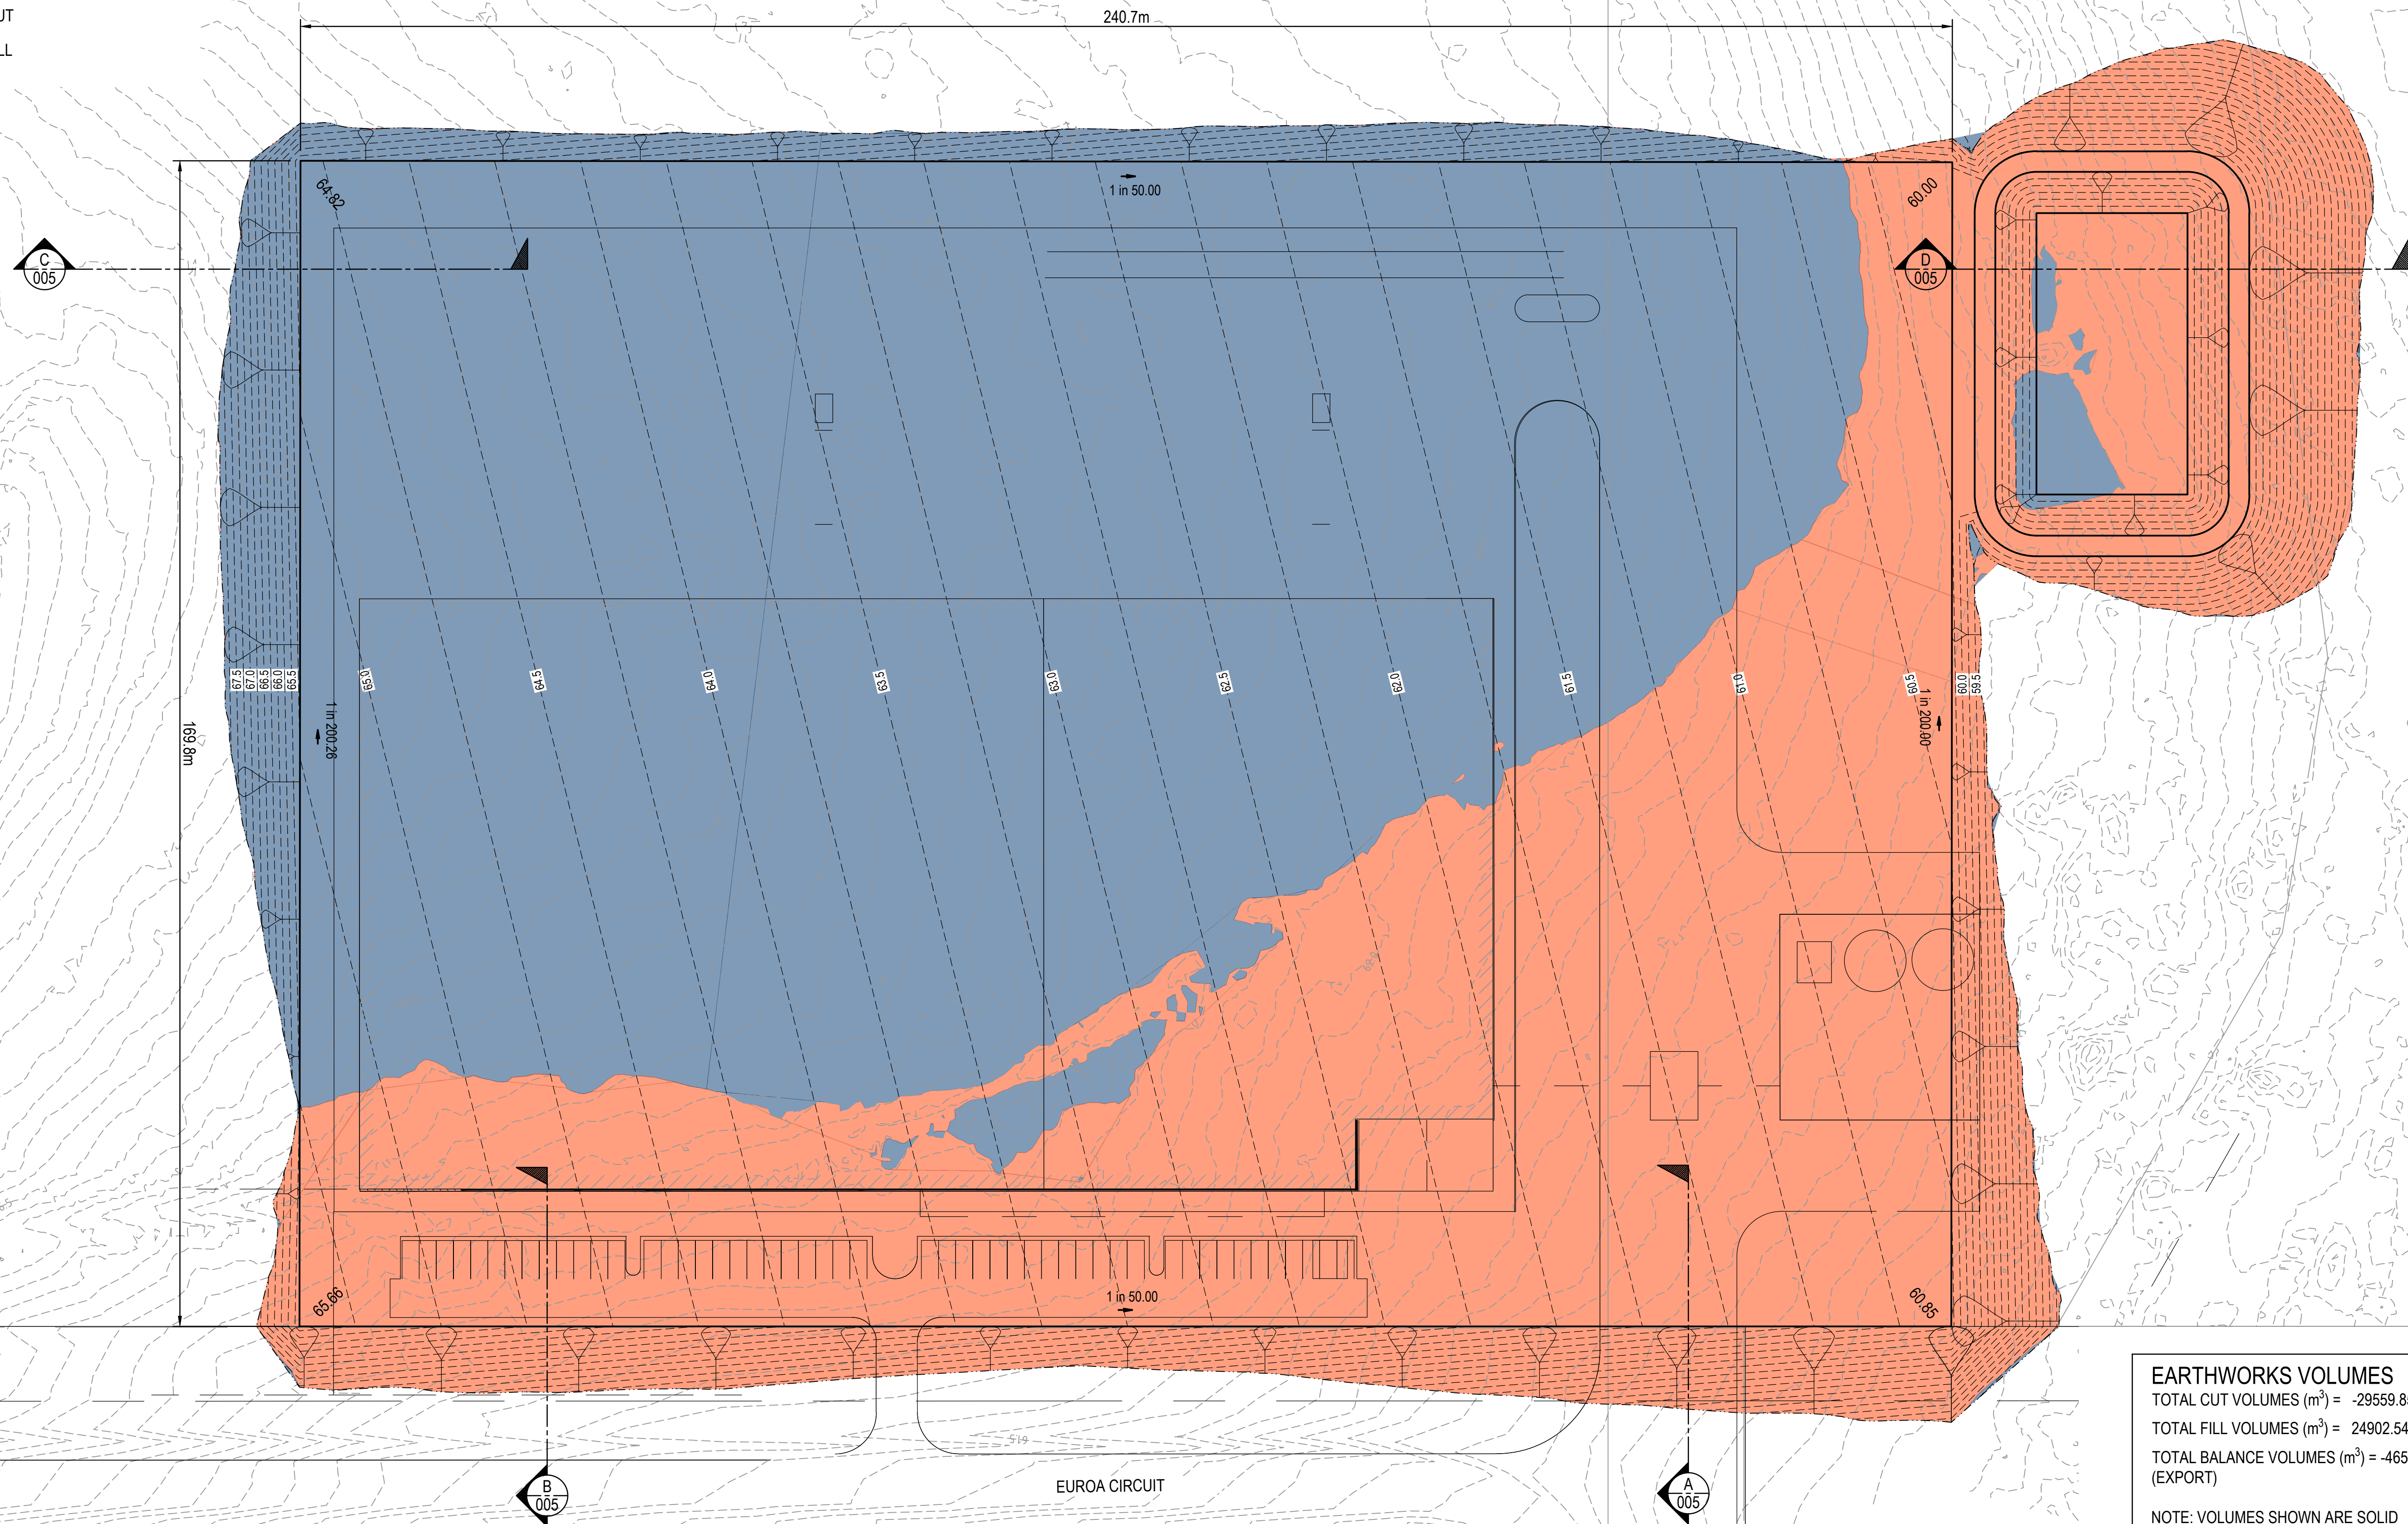 240.7m
64.82
1 in 50.00
60.00
C
005
D
005
67.5
67.0
66.5
66.0
65.5
65.0
64.5
64.0
63.5
63.0
62.5
62.0
61.5
61.0
60.5
60.0
59.5
1 in 200.26
1 in 200.00
169.8m
65.66
1 in 50.00
60.85
61.5
B
005
EUROA CIRCUIT
A
005
EARTHWORKS VOLUMES
TOTAL CUT VOLUMES (m³) = -29559.8
TOTAL FILL VOLUMES (m³) = 24902.54
TOTAL BALANCE VOLUMES (m³) = -465
(EXPORT)
NOTE: VOLUMES SHOWN ARE SOLID